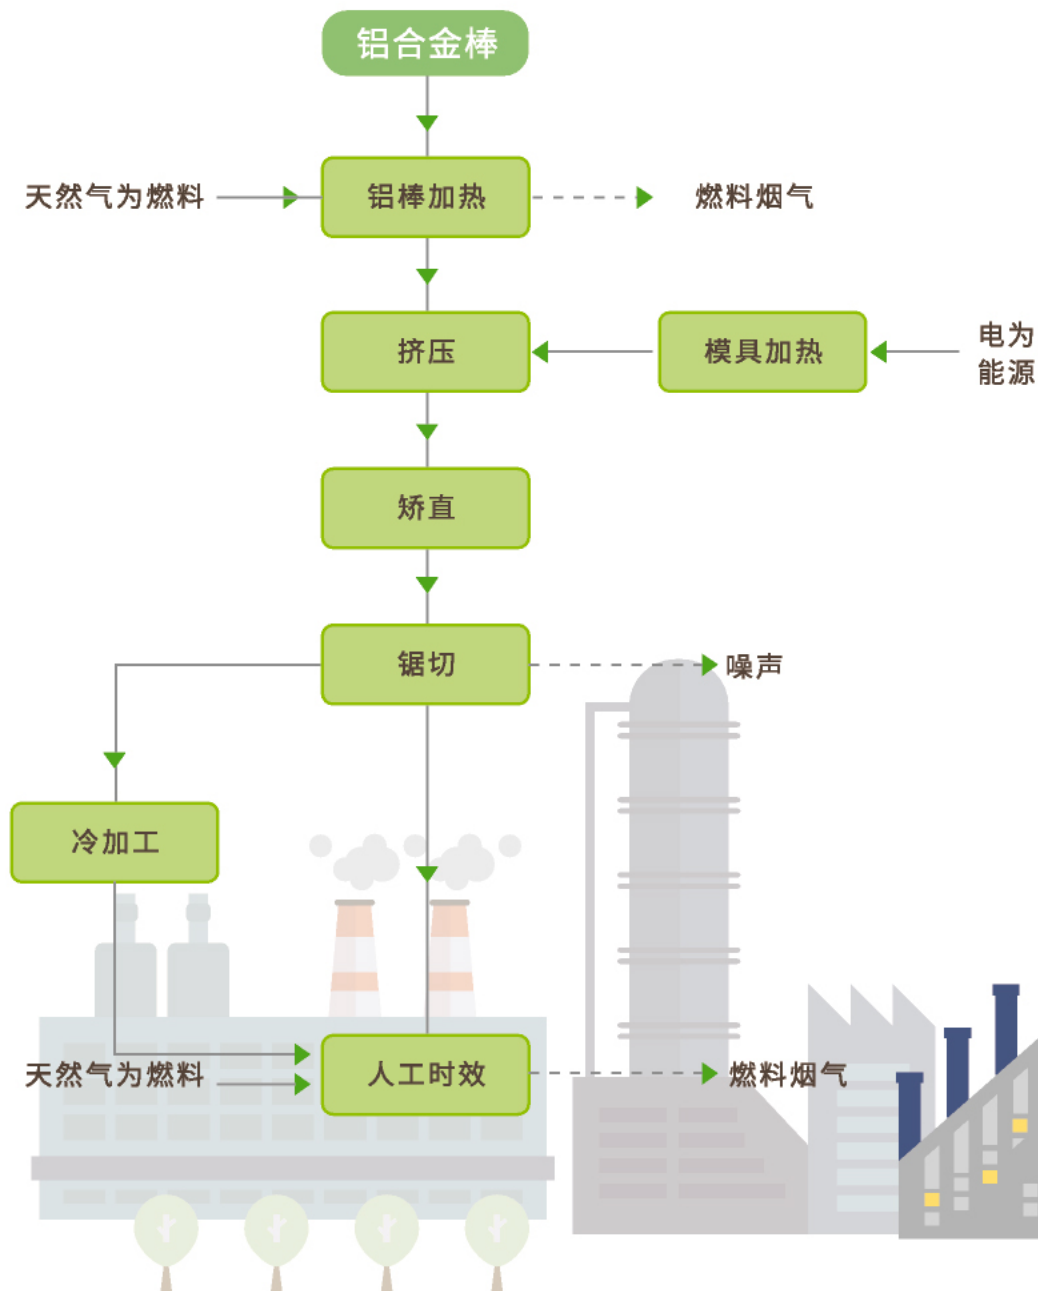 铝合金棒
天然气为燃料
铝棒加热
燃料烟气
挤压
模具加热
电为
能源
矫直
锯切
噪声
冷加工
天然气为燃料
人工时效
燃料烟气